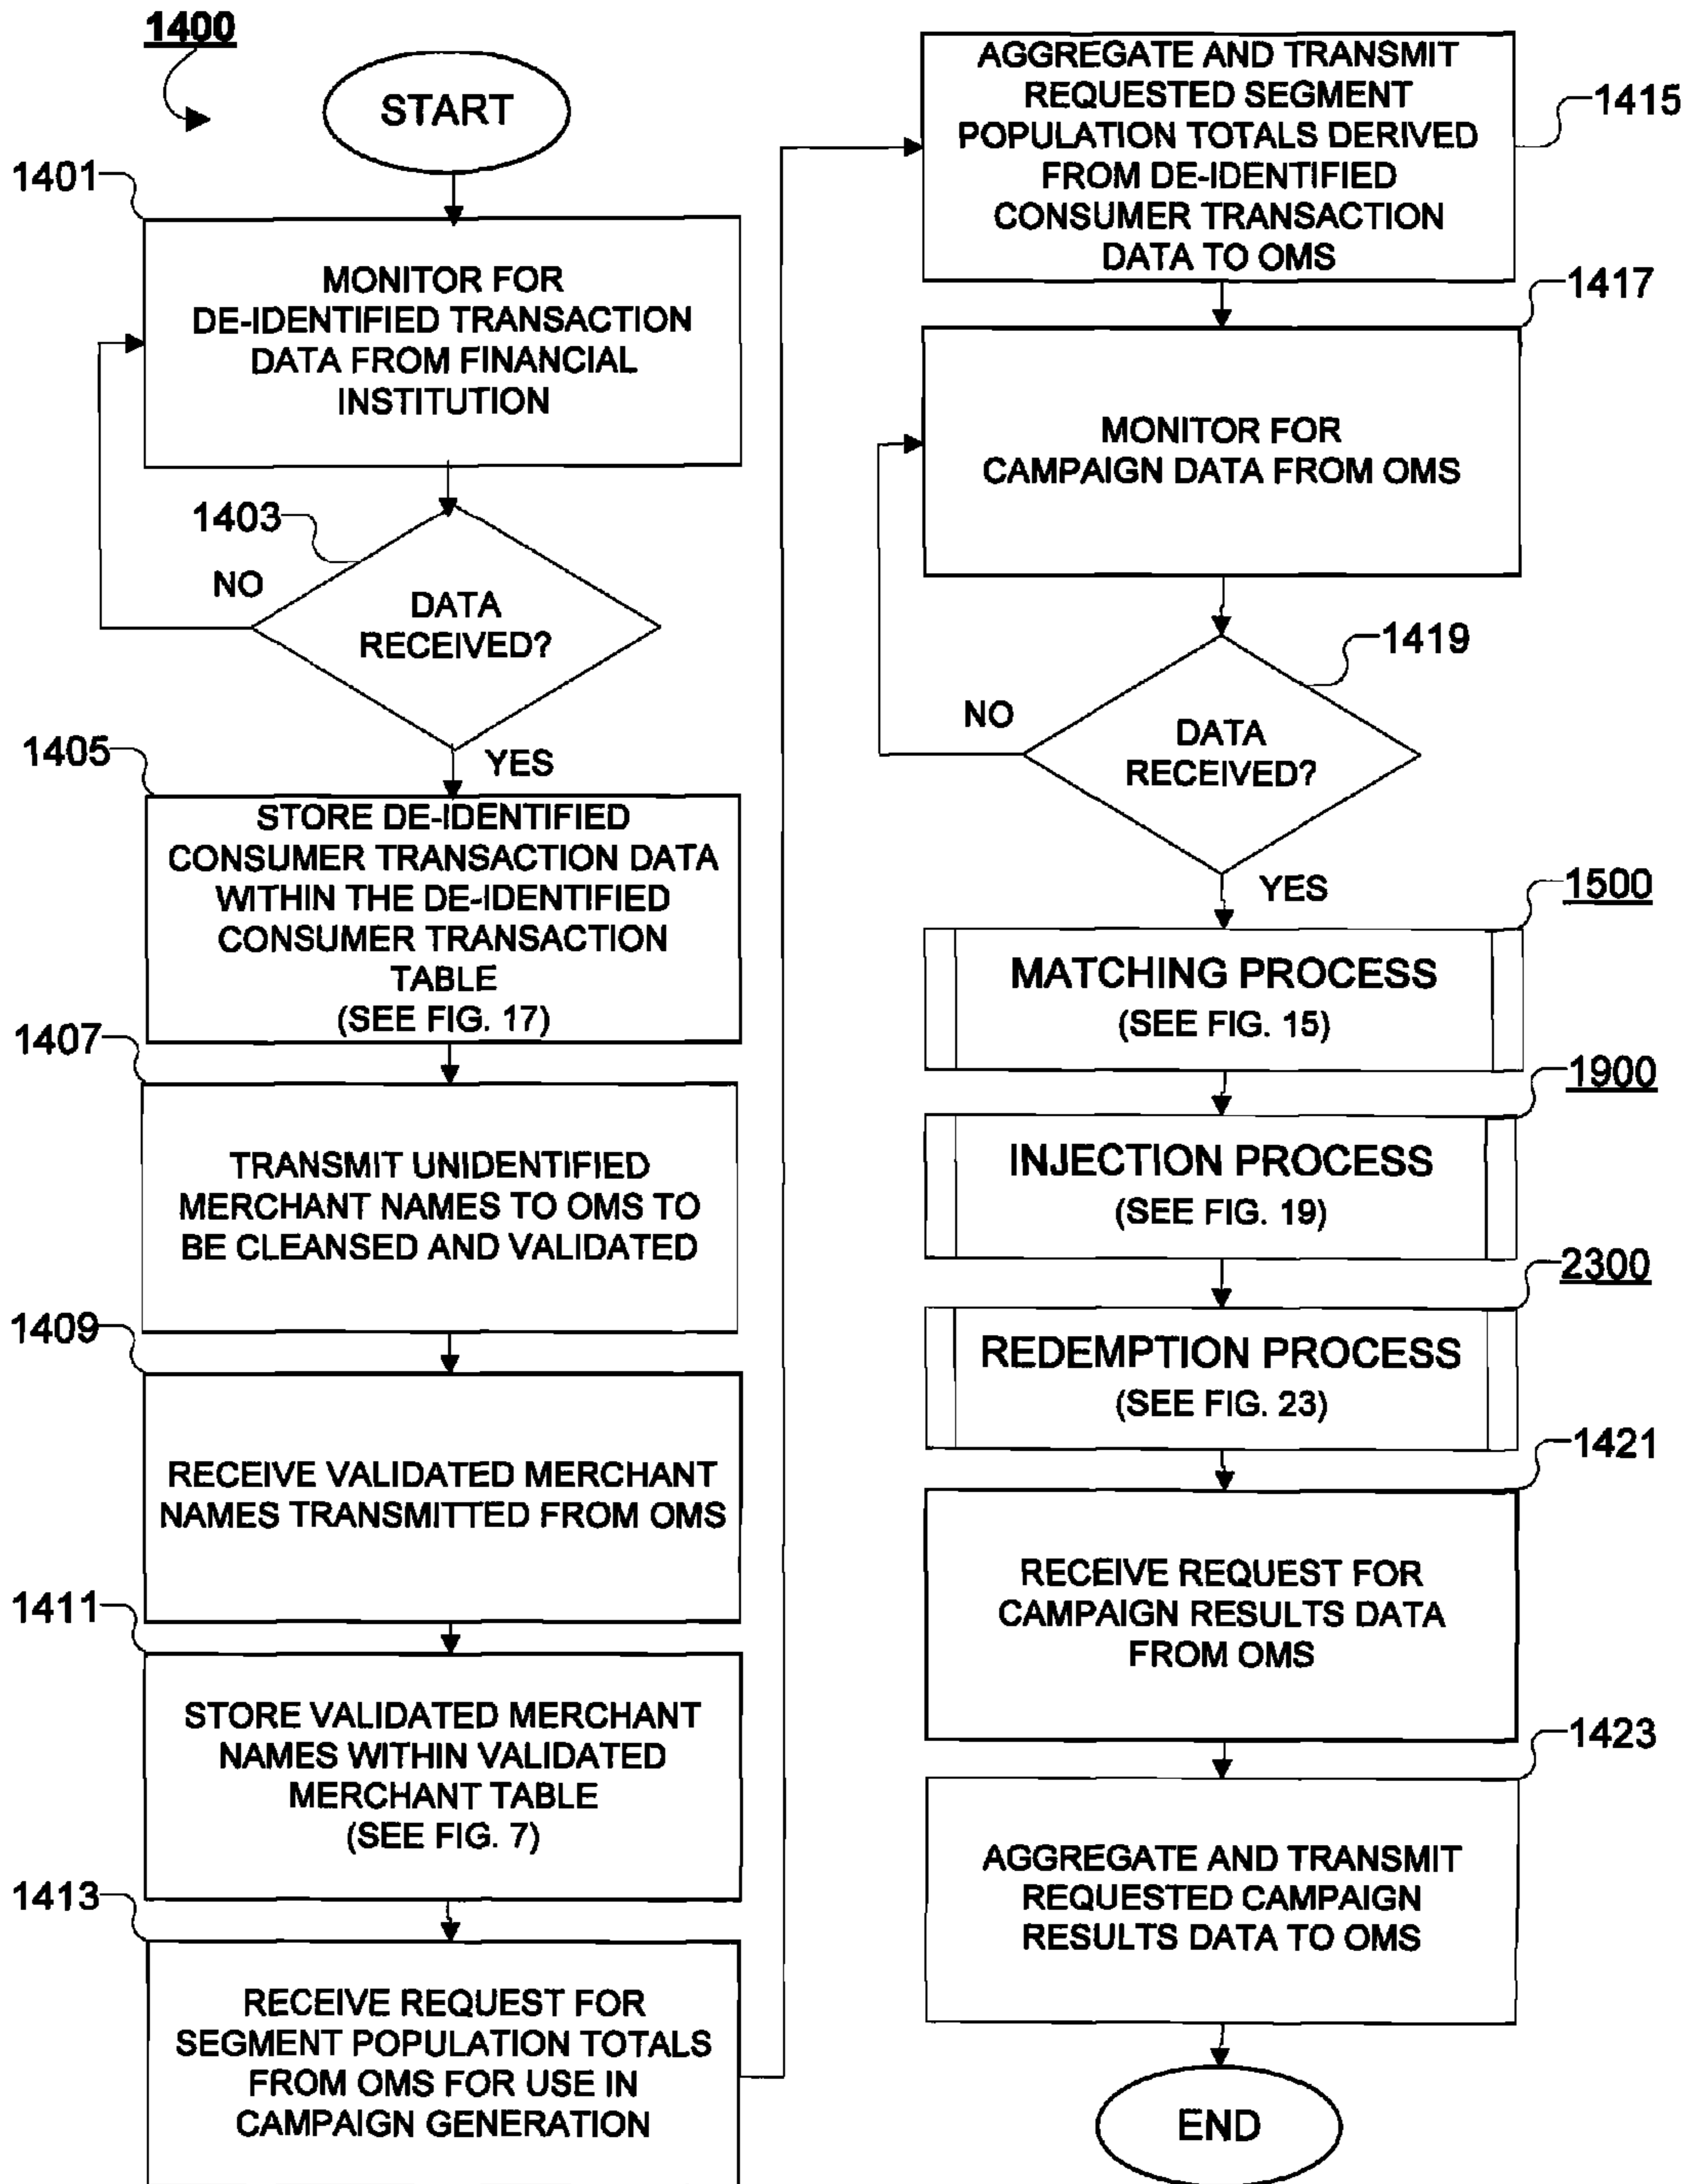 1400
START
1401
MONITOR FOR
DE-IDENTIFIED TRANSACTION
DATA FROM FINANCIAL
INSTITUTION
1403
NO
DATA
RECEIVED?
YES
1405
STORE DE-IDENTIFIED
CONSUMER TRANSACTION DATA
WITHIN THE DE-IDENTIFIED
CONSUMER TRANSACTION
TABLE
(SEE FIG. 17)
1407
TRANSMIT UNIDENTIFIED
MERCHANT NAMES TO OMS TO
BE CLEANSED AND VALIDATED
1409
RECEIVE VALIDATED MERCHANT
NAMES TRANSMITTED FROM OMS
1411
STORE VALIDATED MERCHANT
NAMES WITHIN VALIDATED
MERCHANT TABLE
(SEE FIG. 7)
1413
RECEIVE REQUEST FOR
SEGMENT POPULATION TOTALS
FROM OMS FOR USE IN
CAMPAIGN GENERATION
AGGREGATE AND TRANSMIT
REQUESTED SEGMENT
POPULATION TOTALS DERIVED
FROM DE-IDENTIFIED
CONSUMER TRANSACTION
DATA TO OMS
1415
1417
MONITOR FOR
CAMPAIGN DATA FROM OMS
1419
NO
DATA
RECEIVED?
YES
1500
MATCHING PROCESS
(SEE FIG. 15)
1900
INJECTION PROCESS
(SEE FIG. 19)
2300
REDEMPTION PROCESS
(SEE FIG. 23)
1421
RECEIVE REQUEST FOR
CAMPAIGN RESULTS DATA
FROM OMS
1423
AGGREGATE AND TRANSMIT
REQUESTED CAMPAIGN
RESULTS DATA TO OMS
END